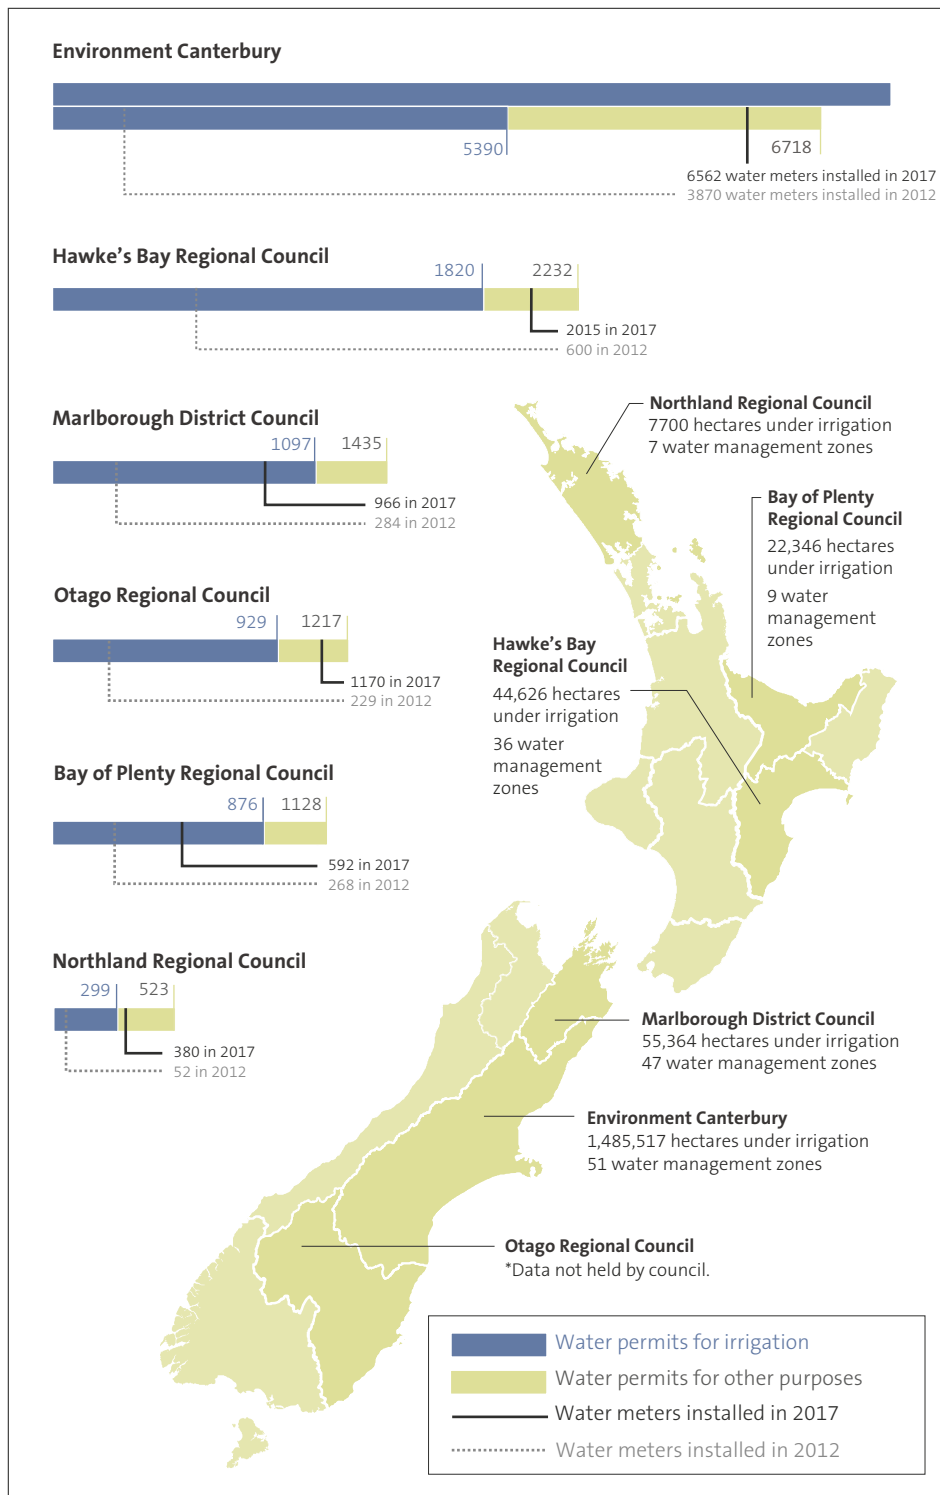 Environment Canterbury
5390
6718
6562 water meters installed in 2017
3870 water meters installed in 2012
Hawke's Bay Regional Council
1820
2232
2015 in 2017
600 in 2012
Marlborough District Council
1097
1435
966 in 2017
284 in 2012
Otago Regional Council
929
1217
1170 in 2017
229 in 2012
Bay of Plenty Regional Council
876
1128
592 in 2017
268 in 2012
Northland Regional Council
299
523
380 in 2017
52 in 2012
Northland Regional Council
7700 hectares under irrigation
7 water management zones
Bay of Plenty
Regional Council
22,346 hectares
under irrigation
9 water
management
zones
Hawke's Bay
Regional Council
44,626 hectares
under irrigation
36 water
management
zones
Marlborough District Council
55,364 hectares under irrigation
47 water management zones
Environment Canterbury
1,485,517 hectares under irrigation
51 water management zones
Otago Regional Council
*Data not held by council.
Water permits for irrigation
Water permits for other purposes
Water meters installed in 2017
Water meters installed in 2012